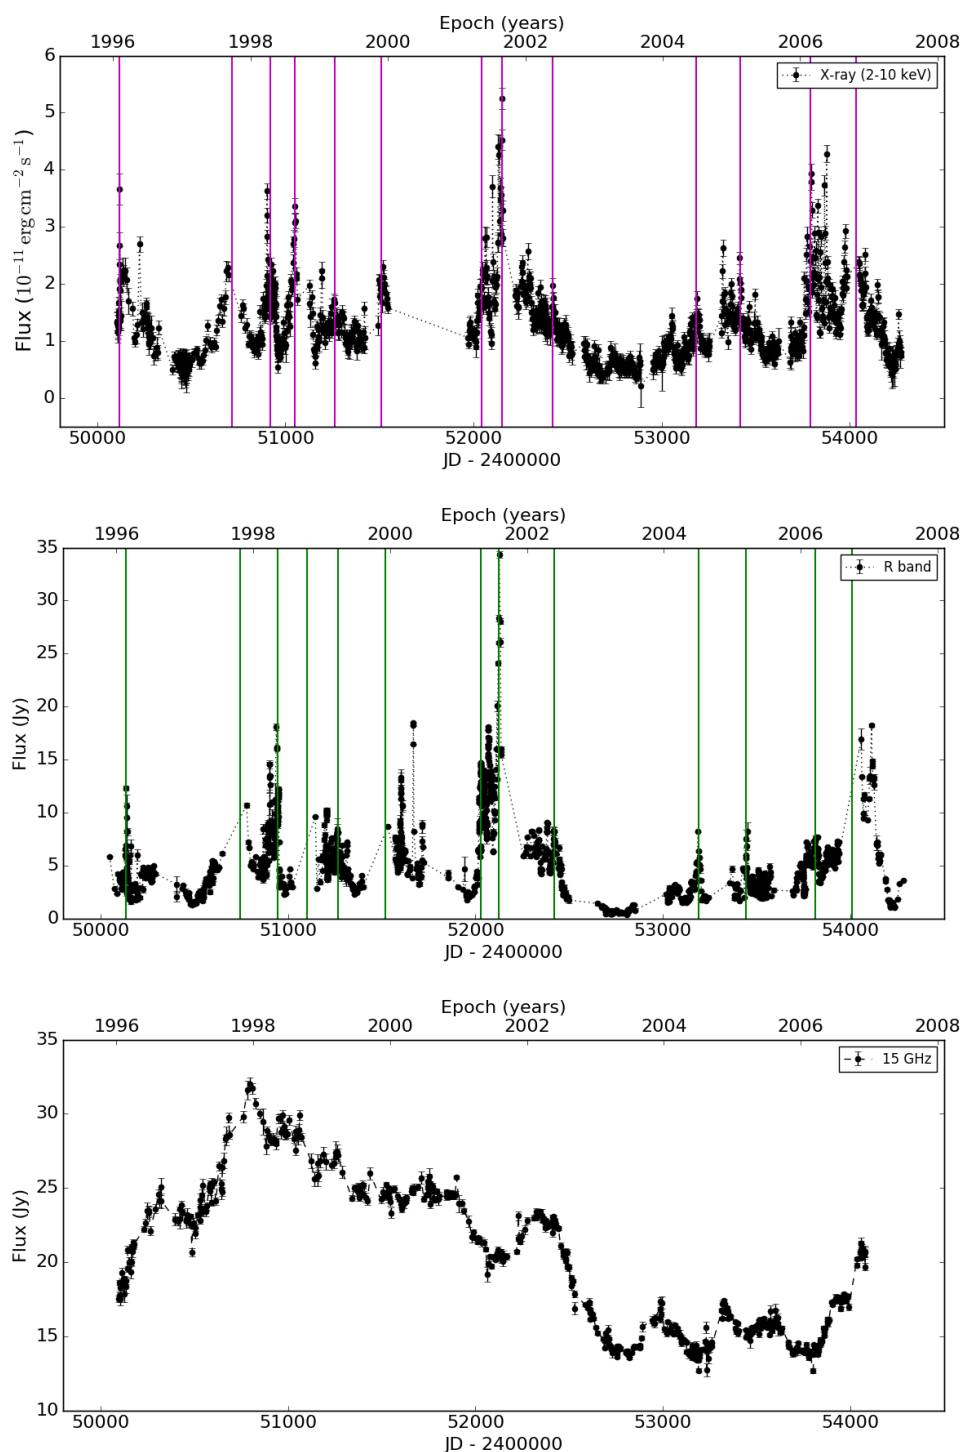 Epoch (years)
1996 1998 2000 2002 2004 2006 2008
6
5
4
3
2
1
0
Flux (10⁻¹¹ erg cm⁻² s⁻¹)
X-ray (2-10 keV)
50000 51000 52000 53000 54000
JD - 2400000
Epoch (years)
1996 1998 2000 2002 2004 2006 2008
35
30
25
20
15
10
5
0
Flux (Jy)
R band
50000 51000 52000 53000 54000
JD - 2400000
Epoch (years)
1996 1998 2000 2002 2004 2006 2008
35
30
25
20
15
10
Flux (Jy)
15 GHz
50000 51000 52000 53000 54000
JD - 2400000